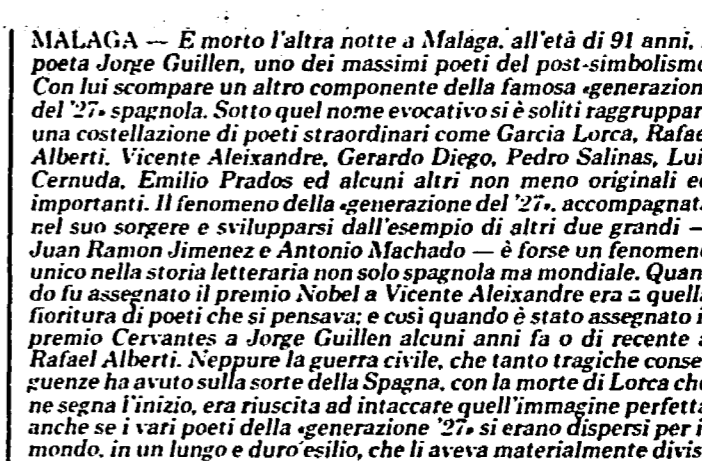 MALAGA — È morto l'altra notte a Malaga, all'età di 91 anni,
poeta Jorge Guillen, uno dei massimi poeti del post-simbolismo
Con lui scompare un altro componente della famosa «generazion
del '27» spagnola. Sotto quel nome evocativo si è soliti raggruppar
una costellazione di poeti straordinari come Garcia Lorca, Rafae
Alberti, Vicente Aleixandre, Gerardo Diego, Pedro Salinas, Lui
Cernuda, Emilio Prados ed alcuni altri non meno originali ed
importanti. Il fenomeno della «generazione del '27», accompagnat
nel suo sorgere e svilupparsi dall'esempio di altri due grandi —
Juan Ramon Jimenez e Antonio Machado — è forse un fenomeno
unico nella storia letteraria non solo spagnola ma mondiale. Quan
do fu assegnato il premio Nobel a Vicente Aleixandre era a quella
fioritura di poeti che si pensava; e così quando è stato assegnato i
premio Cervantes a Jorge Guillen alcuni anni fa o di recente a
Rafael Alberti. Neppure la guerra civile, che tanto tragiche conse
guenze ha avuto sulla sorte della Spagna, con la morte di Lorca che
ne segna l'inizio, era riuscita ad intaccare quell'immagine perfetta
anche se i vari poeti della «generazione '27» si erano dispersi per i
mondo, in un lungo e duro esilio, che li aveva materialmente divis